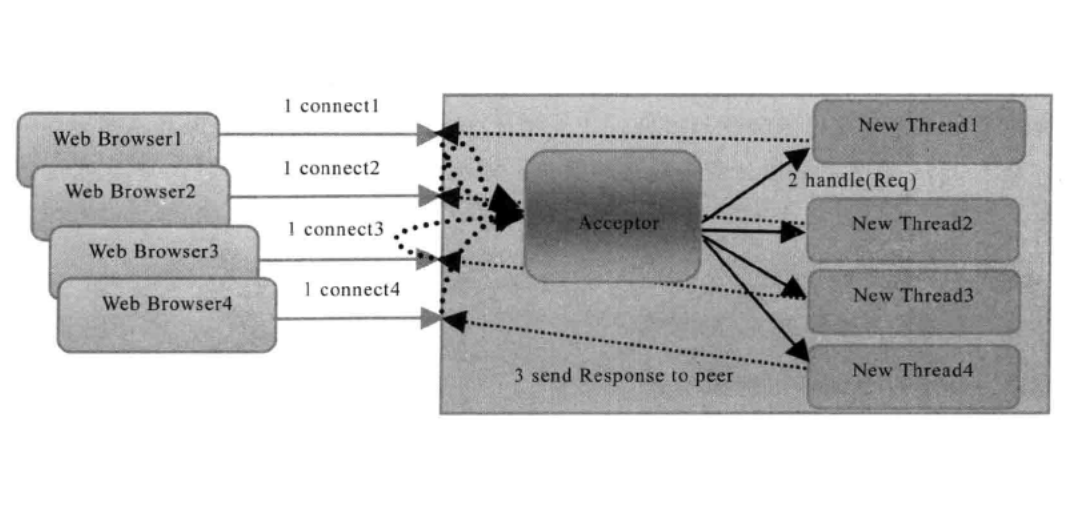 1 connect1
Web Browser1
1 connect2
Web Browser2
1 connect3
Web Browser3
1 connect4
Web Browser4
Acceptor
New Thread1
2 handle(Req)
New Thread2
New Thread3
New Thread4
3 send Response to peer